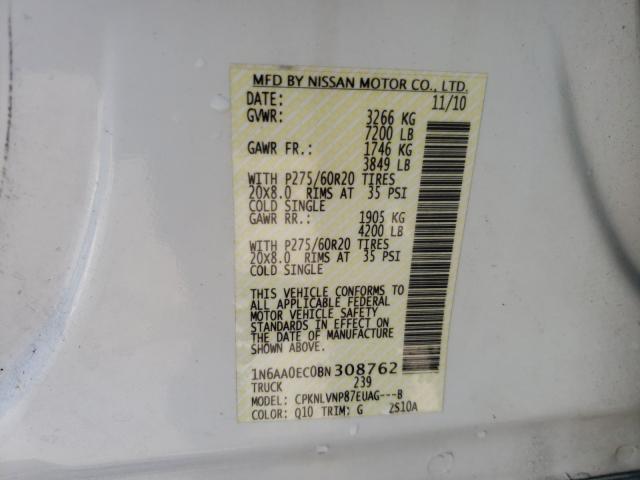 MFD BY NISSAN MOTOR CO., LTD.
DATE: 11/10
GVWR: 3266 KG
7200 LB
GAWR FR.: 1746 KG
3849 LB
WITH P275/60R20 TIRES
20X8.0 RIMS AT 35 PSI
COLD SINGLE
GAWR RR.: 1905 KG
4200 LB
WITH P275/60R20 TIRES
20X8.0 RIMS AT 35 PSI
COLD SINGLE
THIS VEHICLE CONFORMS TO
ALL APPLICABLE FEDERAL
MOTOR VEHICLE SAFETY
STANDARDS IN EFFECT ON
THE DATE OF MANUFACTURE
SHOWN ABOVE.
1N6AA0EC0BN308762
TRUCK 239
MODEL: CPKNLVNP87EUAG---B
COLOR: Q10 TRIM: G 2S10A